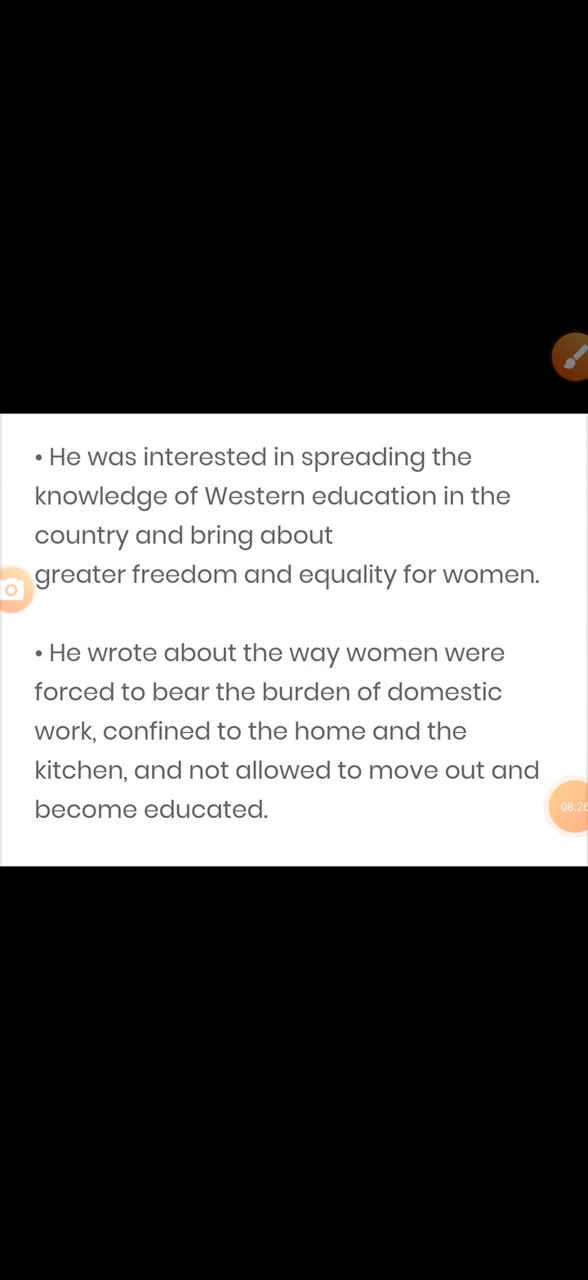 • He was interested in spreading the
knowledge of Western education in the
country and bring about
greater freedom and equality for women.
• He wrote about the way women were
forced to bear the burden of domestic
work, confined to the home and the
kitchen, and not allowed to move out and
become educated.
08:26